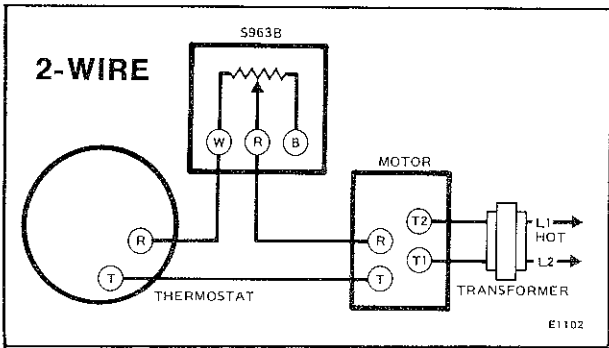 S963B
2-WIRE
W R B
MOTOR
T2
L1
HOT
R
R
T1
L2
T
T
THERMOSTAT
TRANSFORMER
E1102